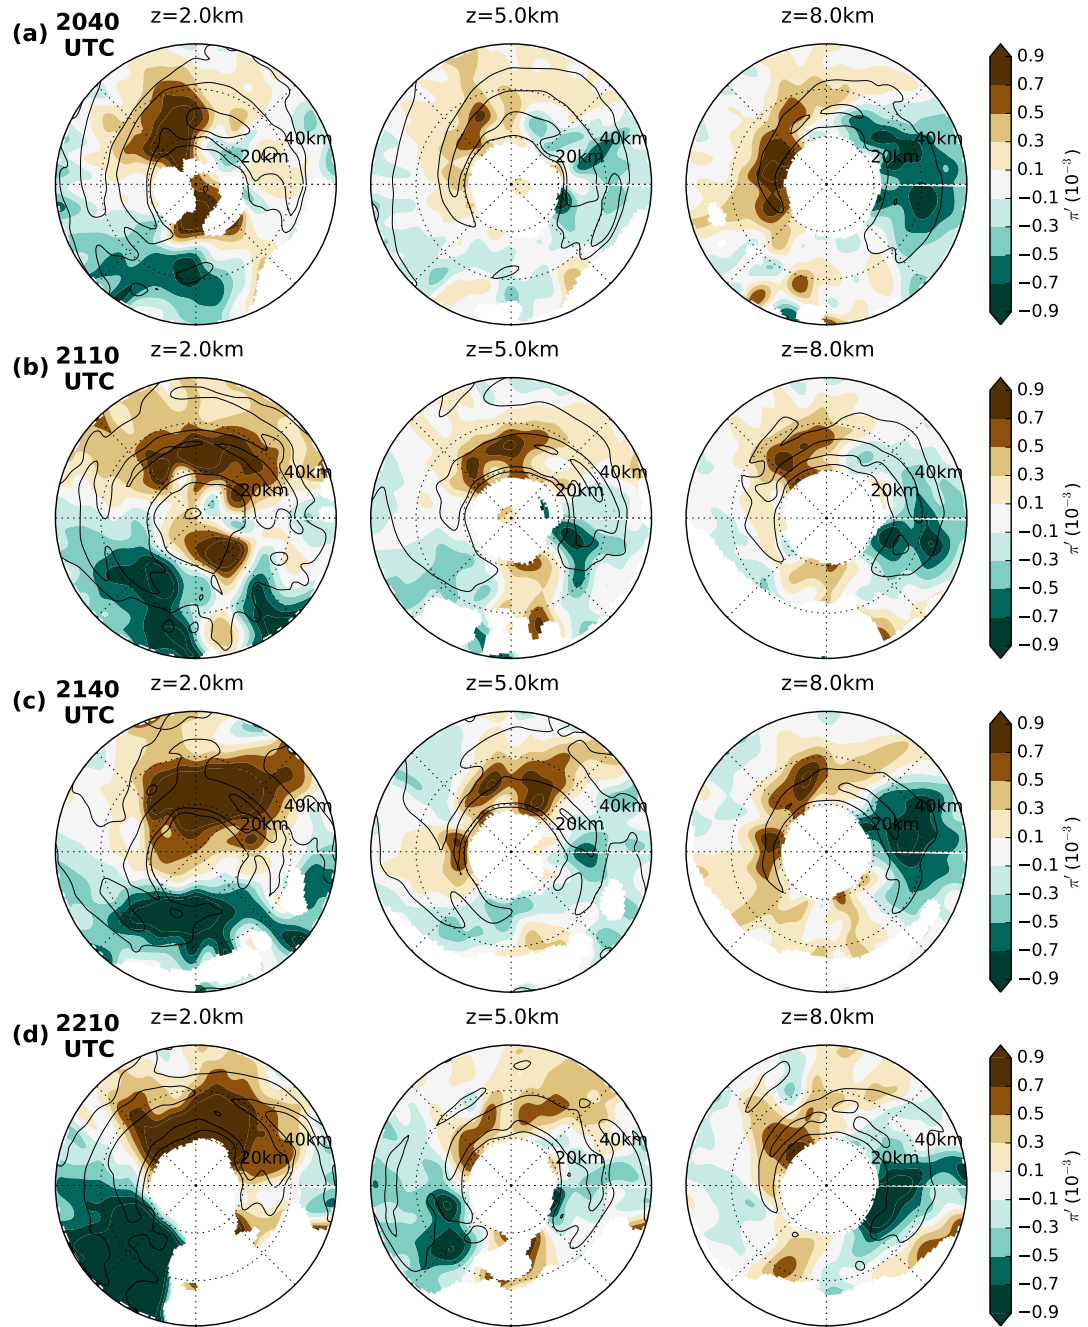 (a) 2040 UTC
z=2.0km z=5.0km z=8.0km
40km 40km 40km
20km 20km 20km
0.9
0.7
0.5
0.3
0.1
−0.1
−0.3
−0.5
−0.7
−0.9
π′ (10⁻³)
(b) 2110 UTC
z=2.0km z=5.0km z=8.0km
40km 40km 40km
20km 20km 20km
0.9
0.7
0.5
0.3
0.1
−0.1
−0.3
−0.5
−0.7
−0.9
π′ (10⁻³)
(c) 2140 UTC
z=2.0km z=5.0km z=8.0km
40km 40km 40km
20km 20km 20km
0.9
0.7
0.5
0.3
0.1
−0.1
−0.3
−0.5
−0.7
−0.9
π′ (10⁻³)
(d) 2210 UTC
z=2.0km z=5.0km z=8.0km
40km 40km 40km
20km 20km 20km
0.9
0.7
0.5
0.3
0.1
−0.1
−0.3
−0.5
−0.7
−0.9
π′ (10⁻³)